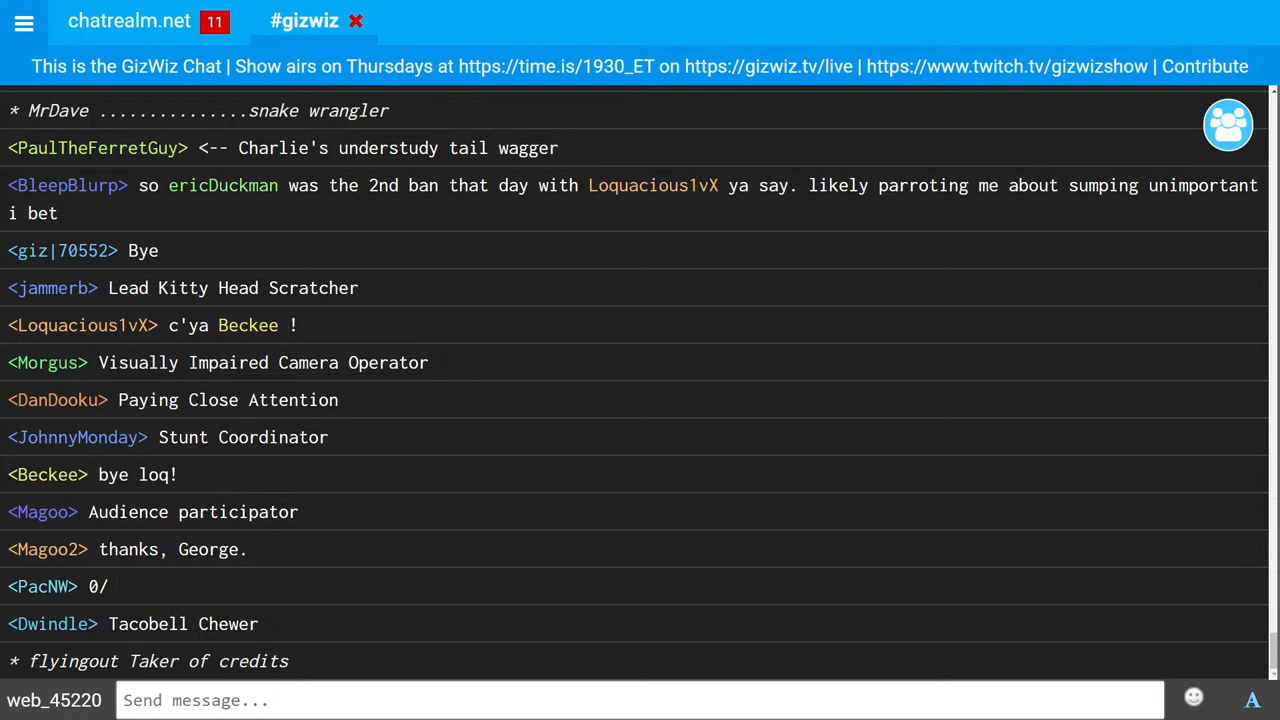 chatrealm.net 11 #gizwiz
This is the GizWiz Chat | Show airs on Thursdays at https://time.is/1930_ET on https://gizwiz.tv/live | https://www.twitch.tv/gizwizshow | Contribute
* MrDave ...............snake wrangler
<PaulTheFerretGuy> <-- Charlie's understudy tail wagger
<BleepBlurp> so ericDuckman was the 2nd ban that day with Loquacious1vX ya say. likely parroting me about sumping unimportant
i bet
<giz|70552> Bye
<jammerb> Lead Kitty Head Scratcher
<Loquacious1vX> c'ya Beckee !
<Morgus> Visually Impaired Camera Operator
<DanDooku> Paying Close Attention
<JohnnyMonday> Stunt Coordinator
<Beckee> bye loq!
<Magoo> Audience participator
<Magoo2> thanks, George.
<PacNW> 0/
<Dwindle> Tacobell Chewer
* flyingout Taker of credits
web_45220 Send message... A